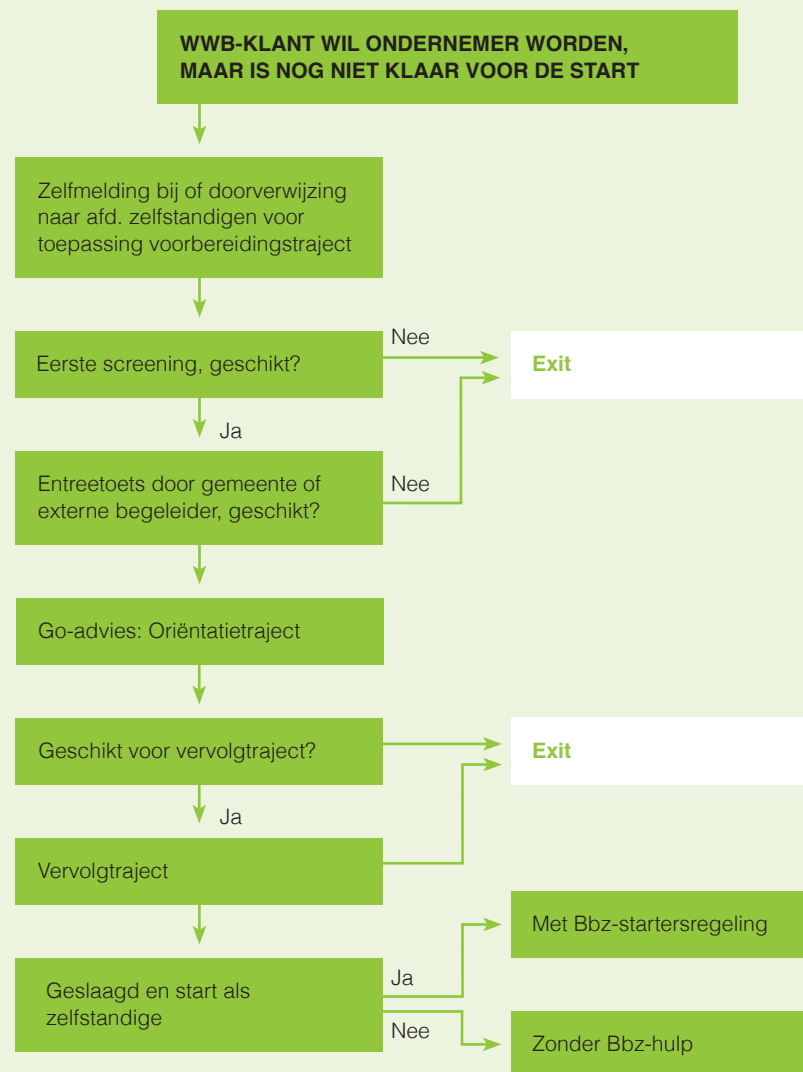 WWB-KLANT WIL ONDERNEMER WORDEN,
MAAR IS NOG NIET KLAAR VOOR DE START
Zelfmelding bij of doorverwijzing
naar afd. zelfstandigen voor
toepassing voorbereidingstraject
Eerste screening, geschikt?
Nee
Exit
Ja
Entreetoets door gemeente of
externe begeleider, geschikt?
Nee
Go-advies: Oriëntatietraject
Geschikt voor vervolgtraject?
Exit
Ja
Vervolgtraject
Geslaagd en start als
zelfstandige
Ja
Met Bbz-startersregeling
Nee
Zonder Bbz-hulp